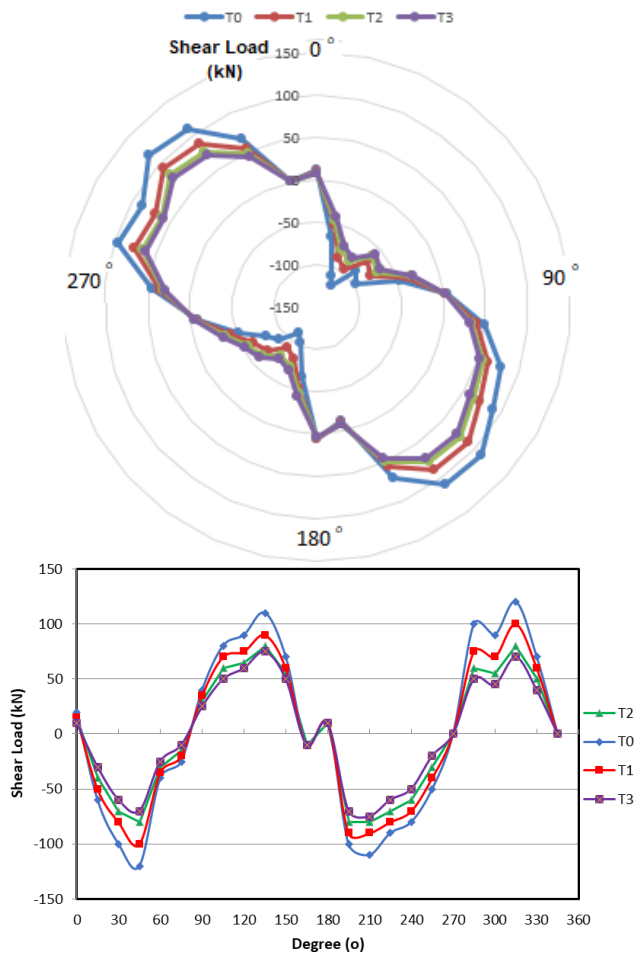 T0 T1 T2 T3
Shear Load
(kN)
0°
150
100
50
0
-50
-100
-150
90°
270°
180°
150
100
50
0
-50
-100
-150
Shear Load (kN)
0 30 60 90 120 150 180 210 240 270 300 330 360
Degree (o)
T2
T0
T1
T3